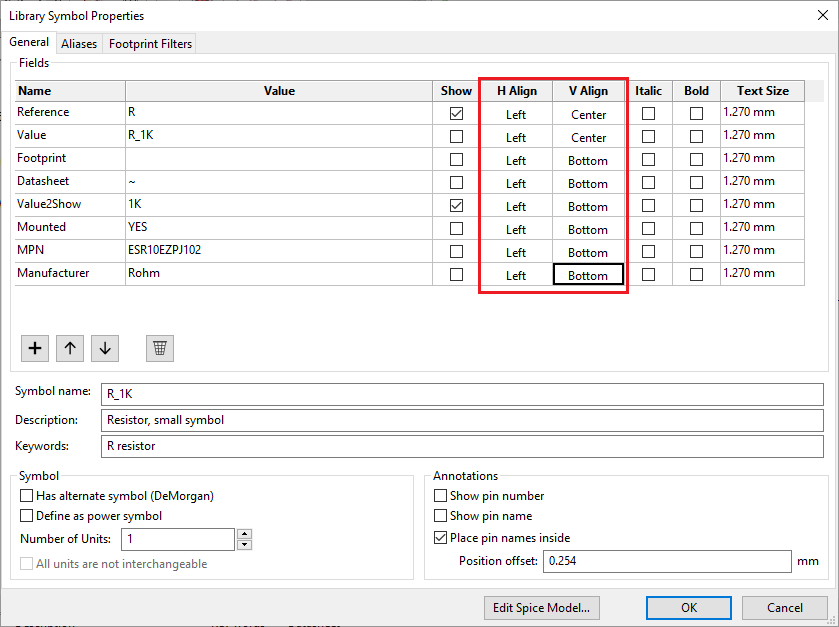 Library Symbol Properties
General Aliases Footprint Filters
Fields
Name Value Show H Align V Align Italic Bold Text Size
Reference R Left Center 1.270 mm
Value R_1K Left Center 1.270 mm
Footprint Left Bottom 1.270 mm
Datasheet ~ Left Bottom 1.270 mm
Value2Show 1K Left Bottom 1.270 mm
Mounted YES Left Bottom 1.270 mm
MPN ESR10EZPJ102 Left Bottom 1.270 mm
Manufacturer Rohm Left Bottom 1.270 mm
Symbol name: R_1K
Description: Resistor, small symbol
Keywords: R resistor
Symbol
Has alternate symbol (DeMorgan)
Define as power symbol
Number of Units: 1
All units are not interchangeable
Annotations
Show pin number
Show pin name
Place pin names inside
Position offset: 0.254 mm
Edit Spice Model... OK Cancel